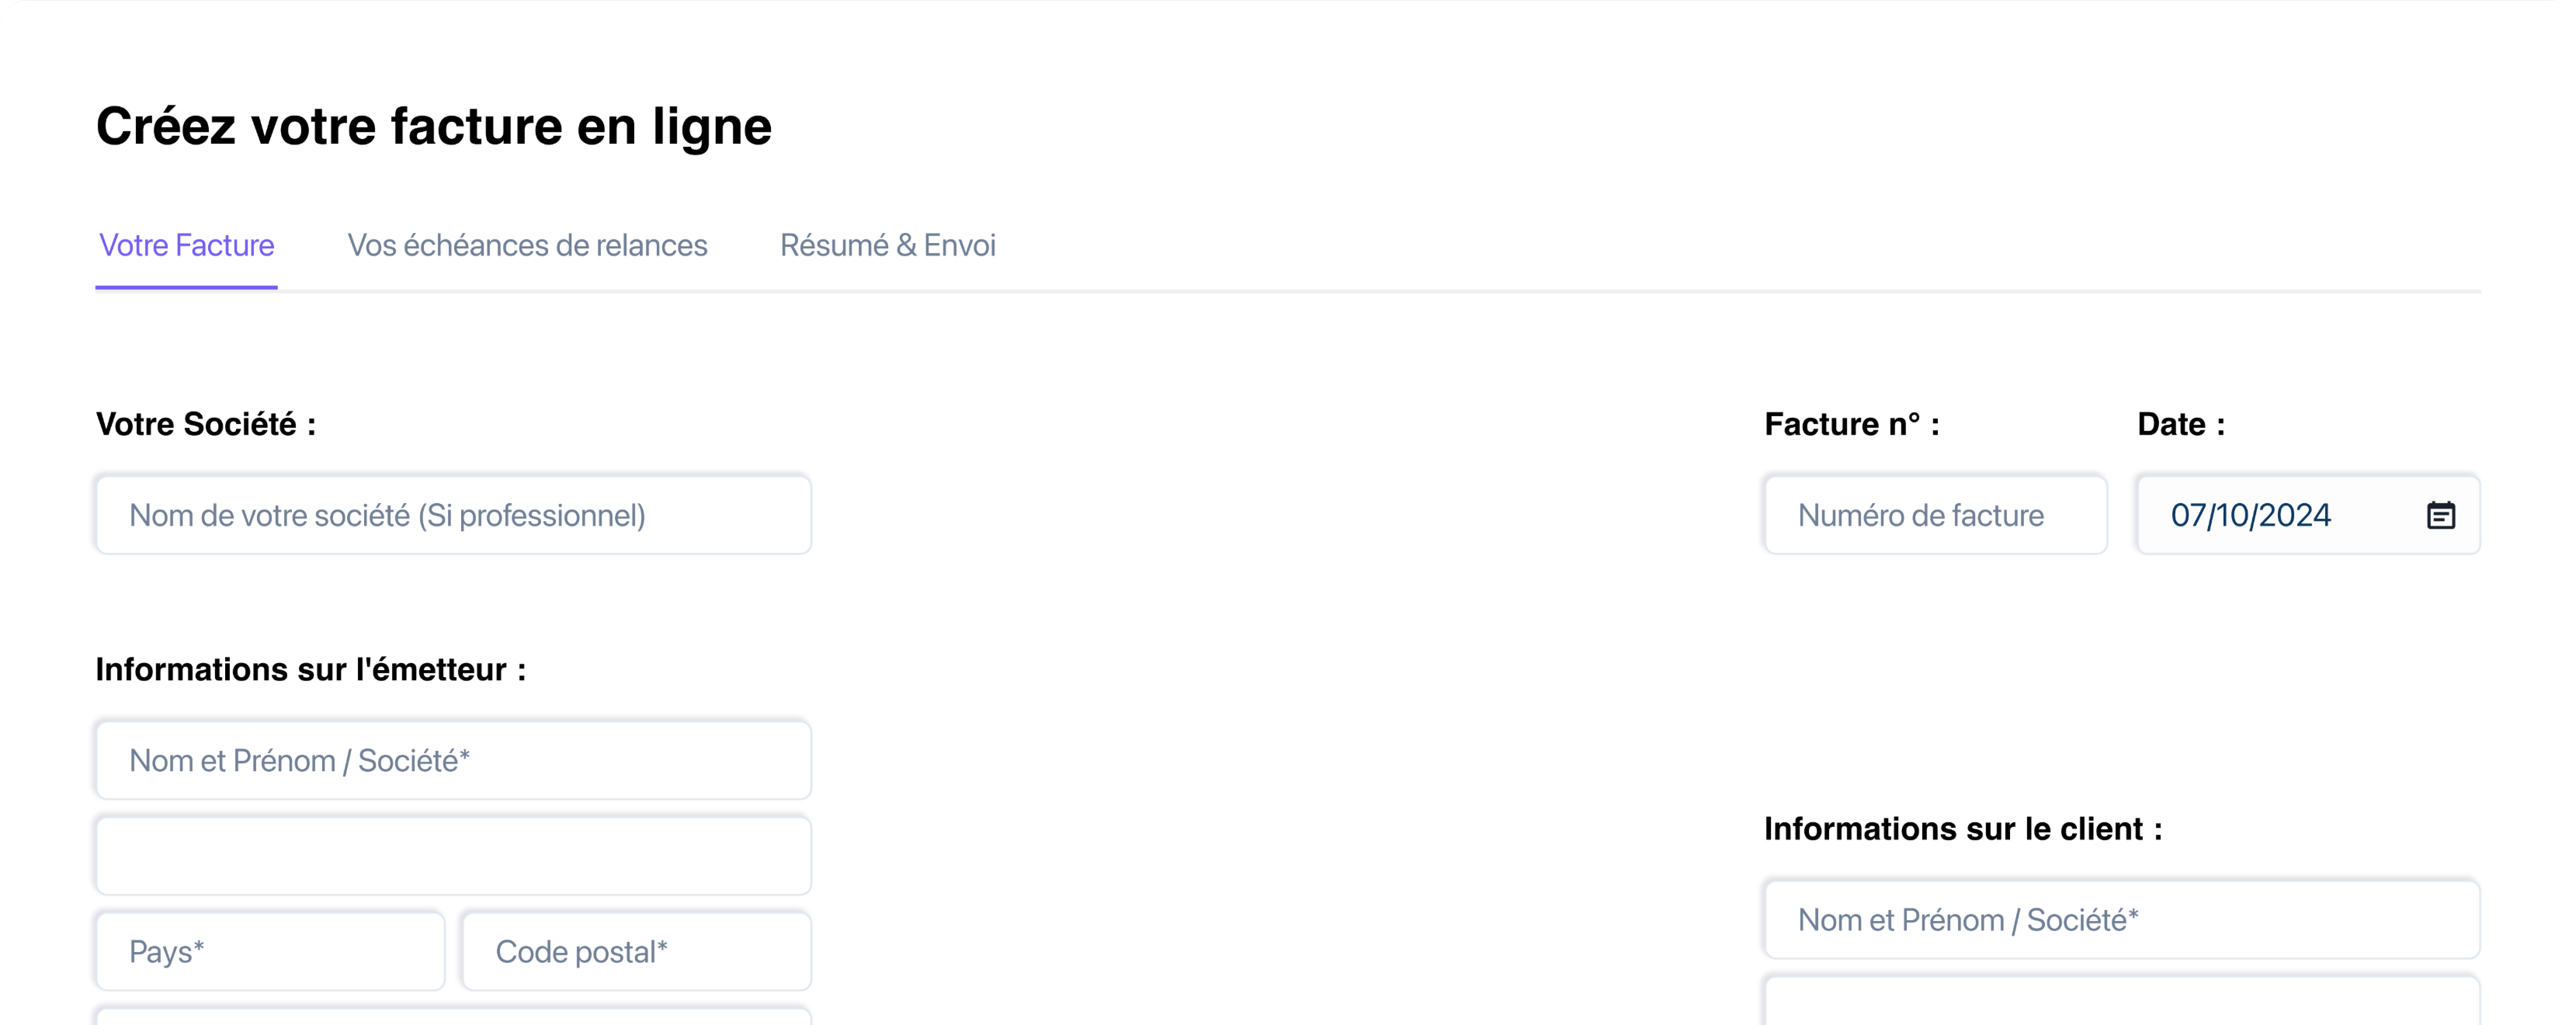 Créez votre facture en ligne
Votre Facture
Vos échéances de relances
Résumé & Envoi
Votre Société :
Nom de votre société (Si professionnel)
Facture n° :
Numéro de facture
Date :
07/10/2024
Informations sur l'émetteur :
Nom et Prénom / Société*
Pays*
Code postal*
Informations sur le client :
Nom et Prénom / Société*